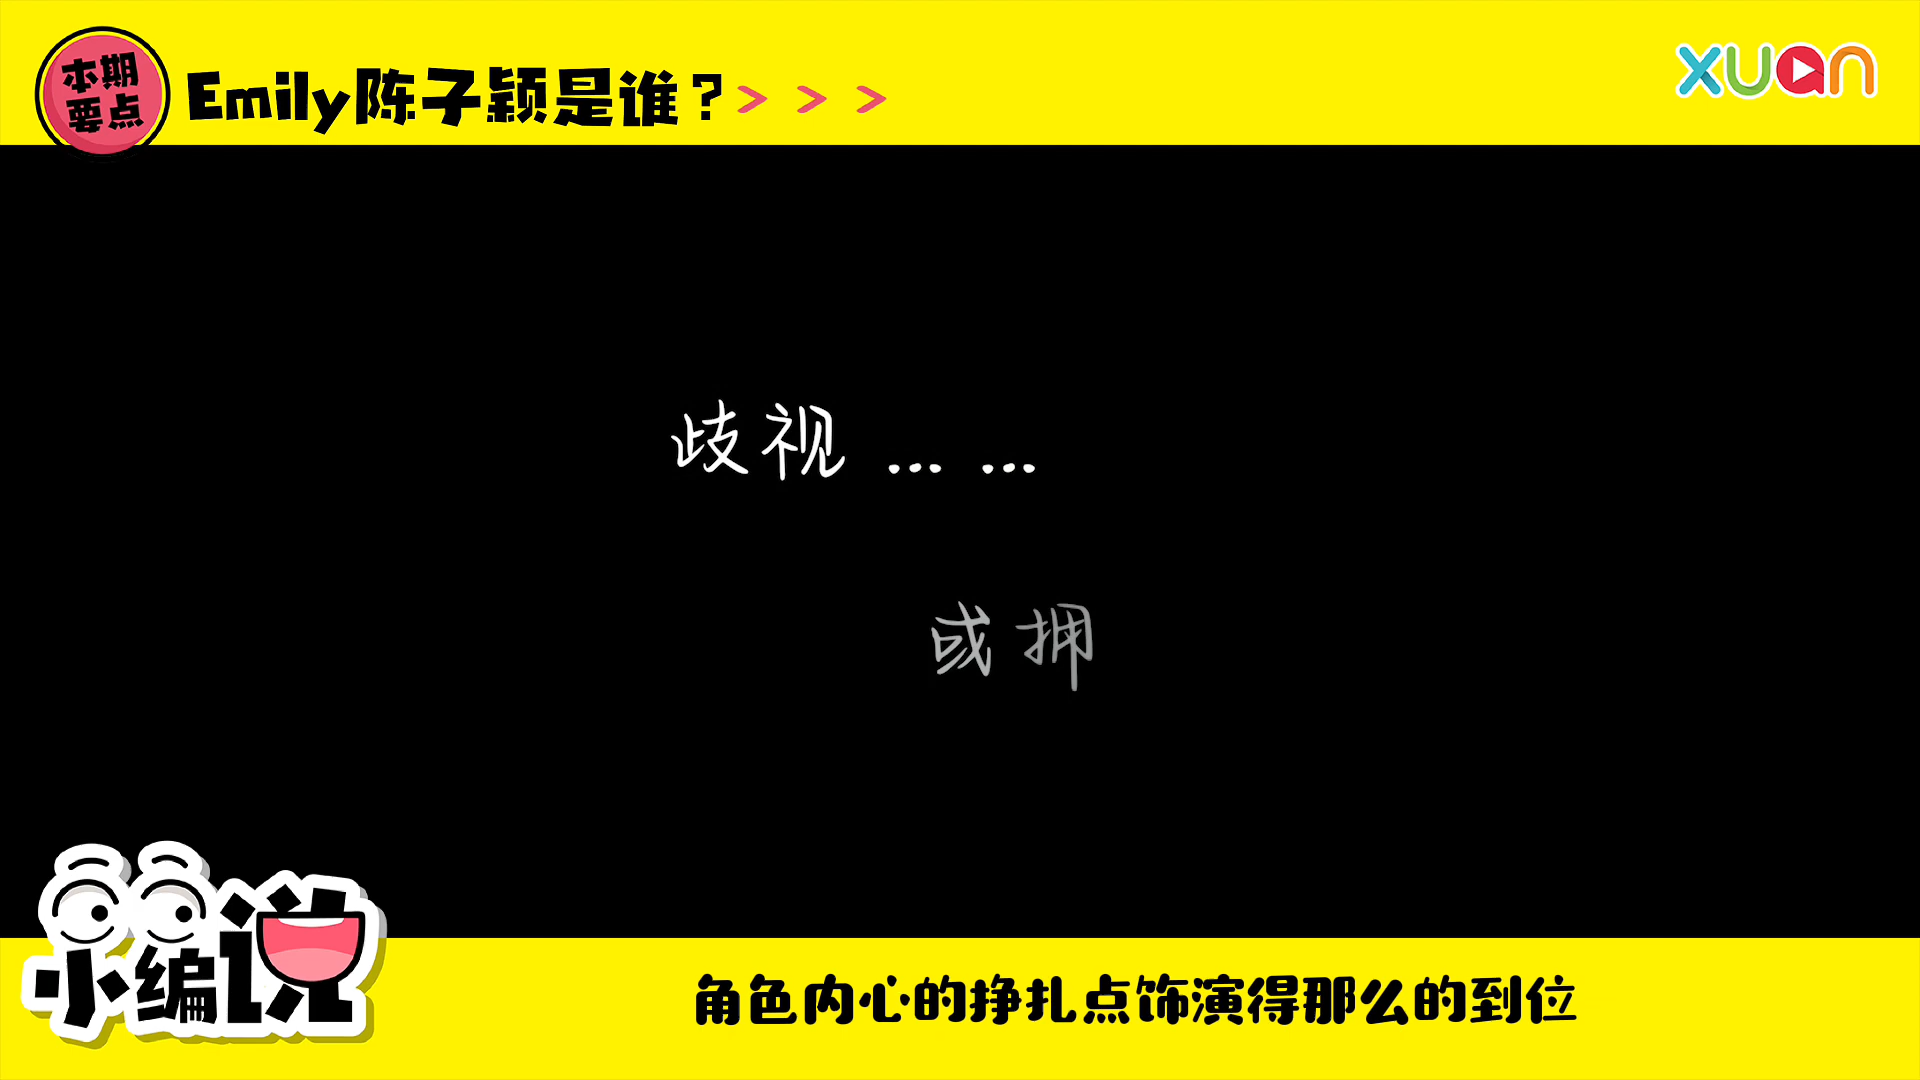 本期
要点
Emily陈子颖是谁？>>>
xuan
歧视 ... ...
或拥
小编说
角色内心的挣扎点饰演得那么的到位